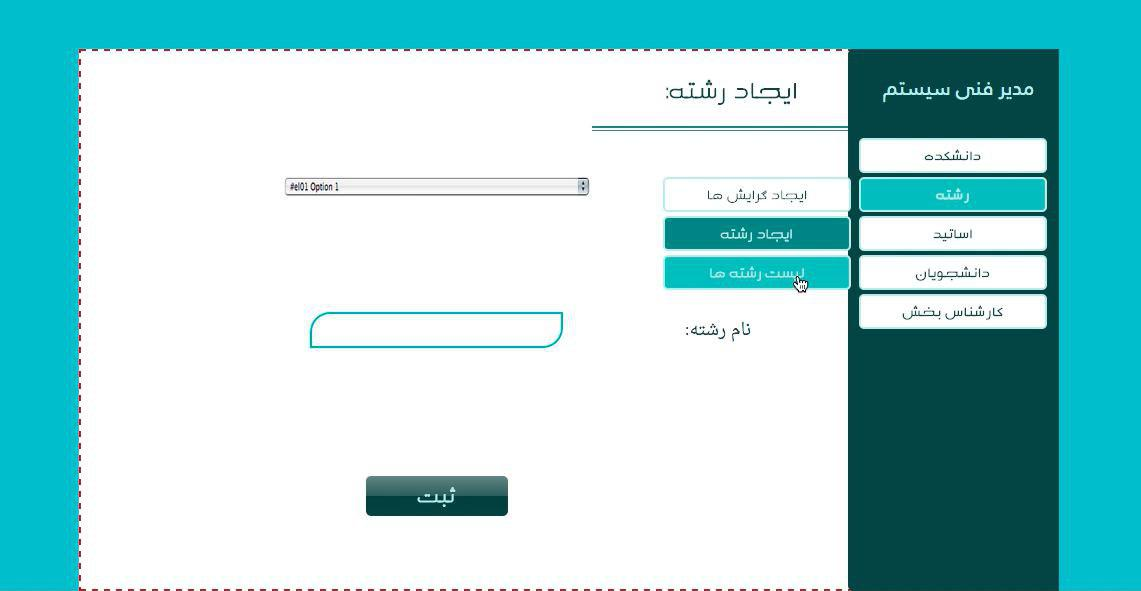 مدیر فنی سیستم
دانشکده
رشته
اساتید
دانشجویان
کارشناس بخش
ایجاد رشته:
ایجاد گرایش ها
ایجاد رشته
لیست رشته ها
#el01 Option 1
نام رشته:
ثبت